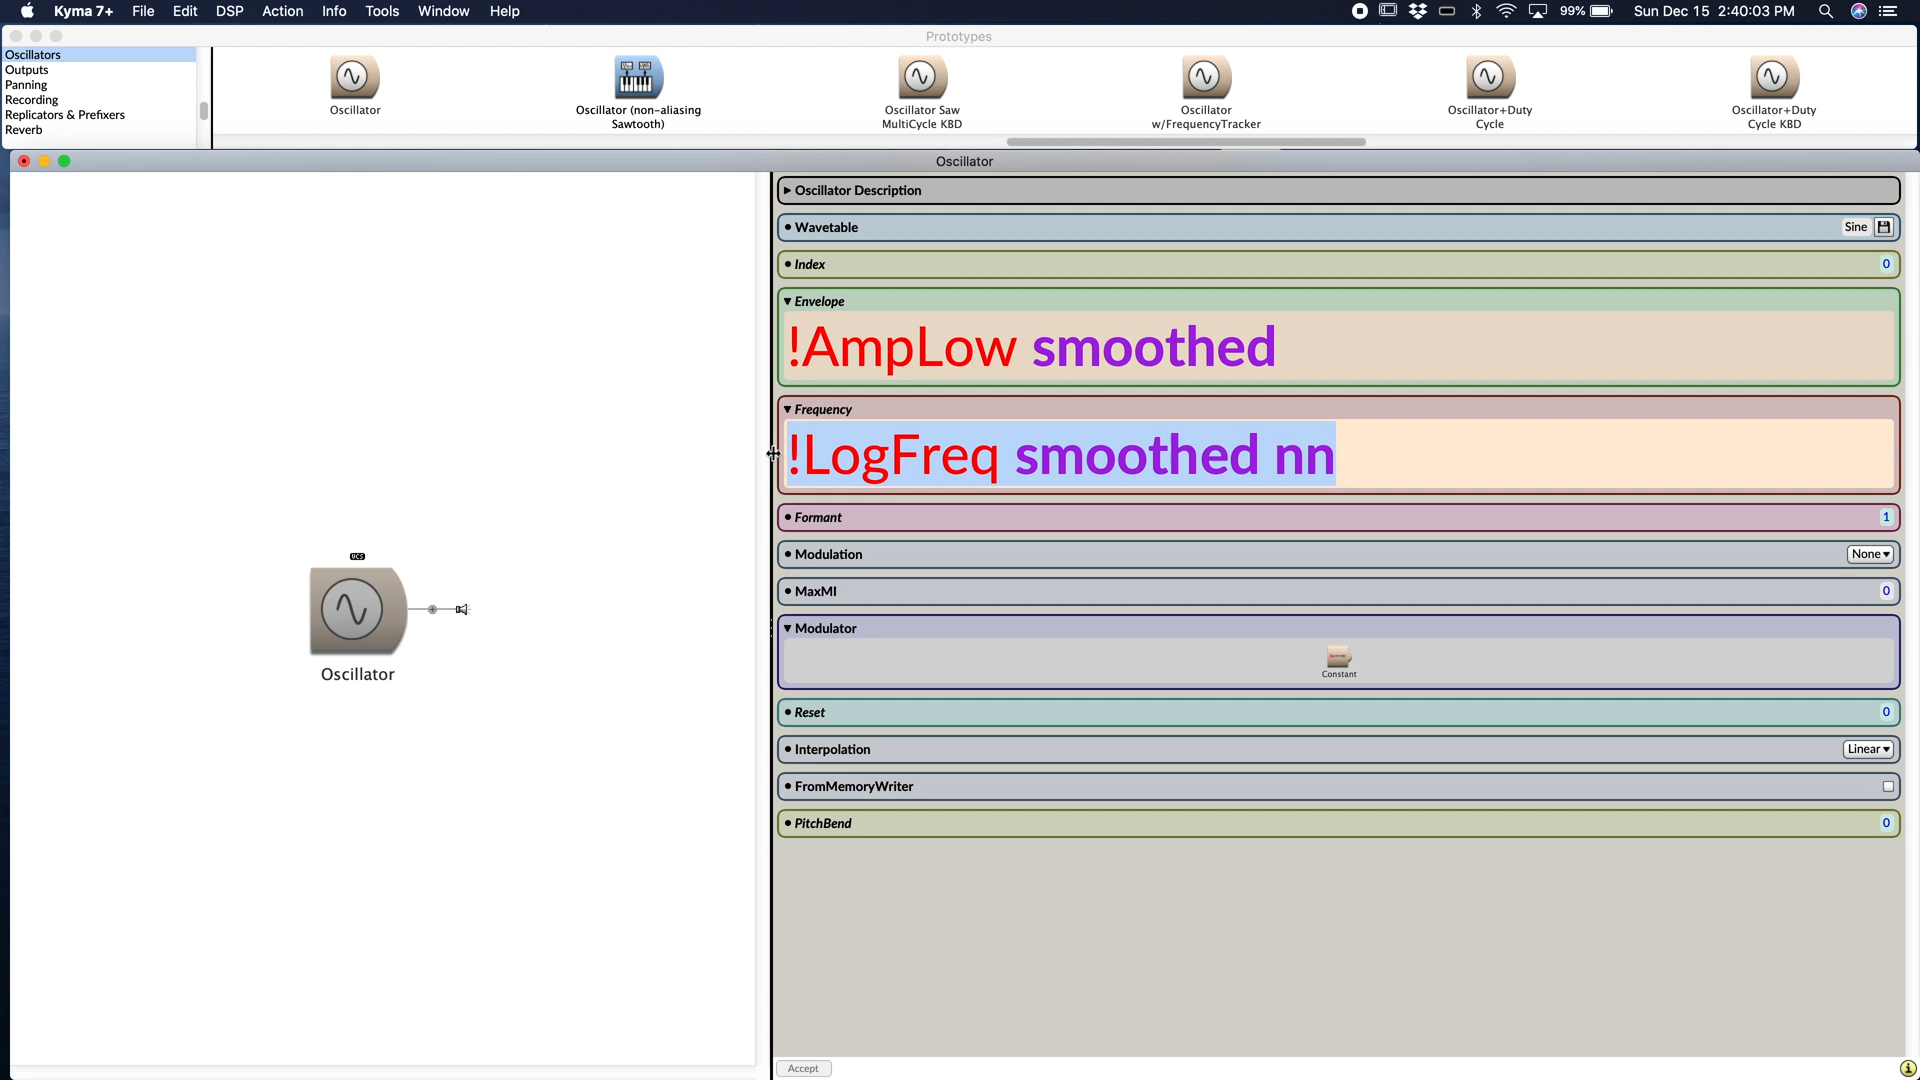 Kyma 7+ File Edit DSP Action Info Tools Window Help 99% Sun Dec 15 2:40:03 PM
Prototypes
Oscillators
Outputs
Panning
Recording
Replicators & Prefixers
Reverb
Oscillator
Oscillator (non-aliasing
Sawtooth)
Oscillator Saw
MultiCycle KBD
Oscillator
w/FrequencyTracker
Oscillator+Duty
Cycle
Oscillator+Duty
Cycle KBD
Oscillator
Oscillator
Oscillator Description
Wavetable Sine
Index 0
Envelope
!AmpLow smoothed
Frequency
!LogFreq smoothed nn
Formant 1
Modulation None
MaxMI 0
Modulator
Constant
Reset 0
Interpolation Linear
FromMemoryWriter
PitchBend 0
Accept